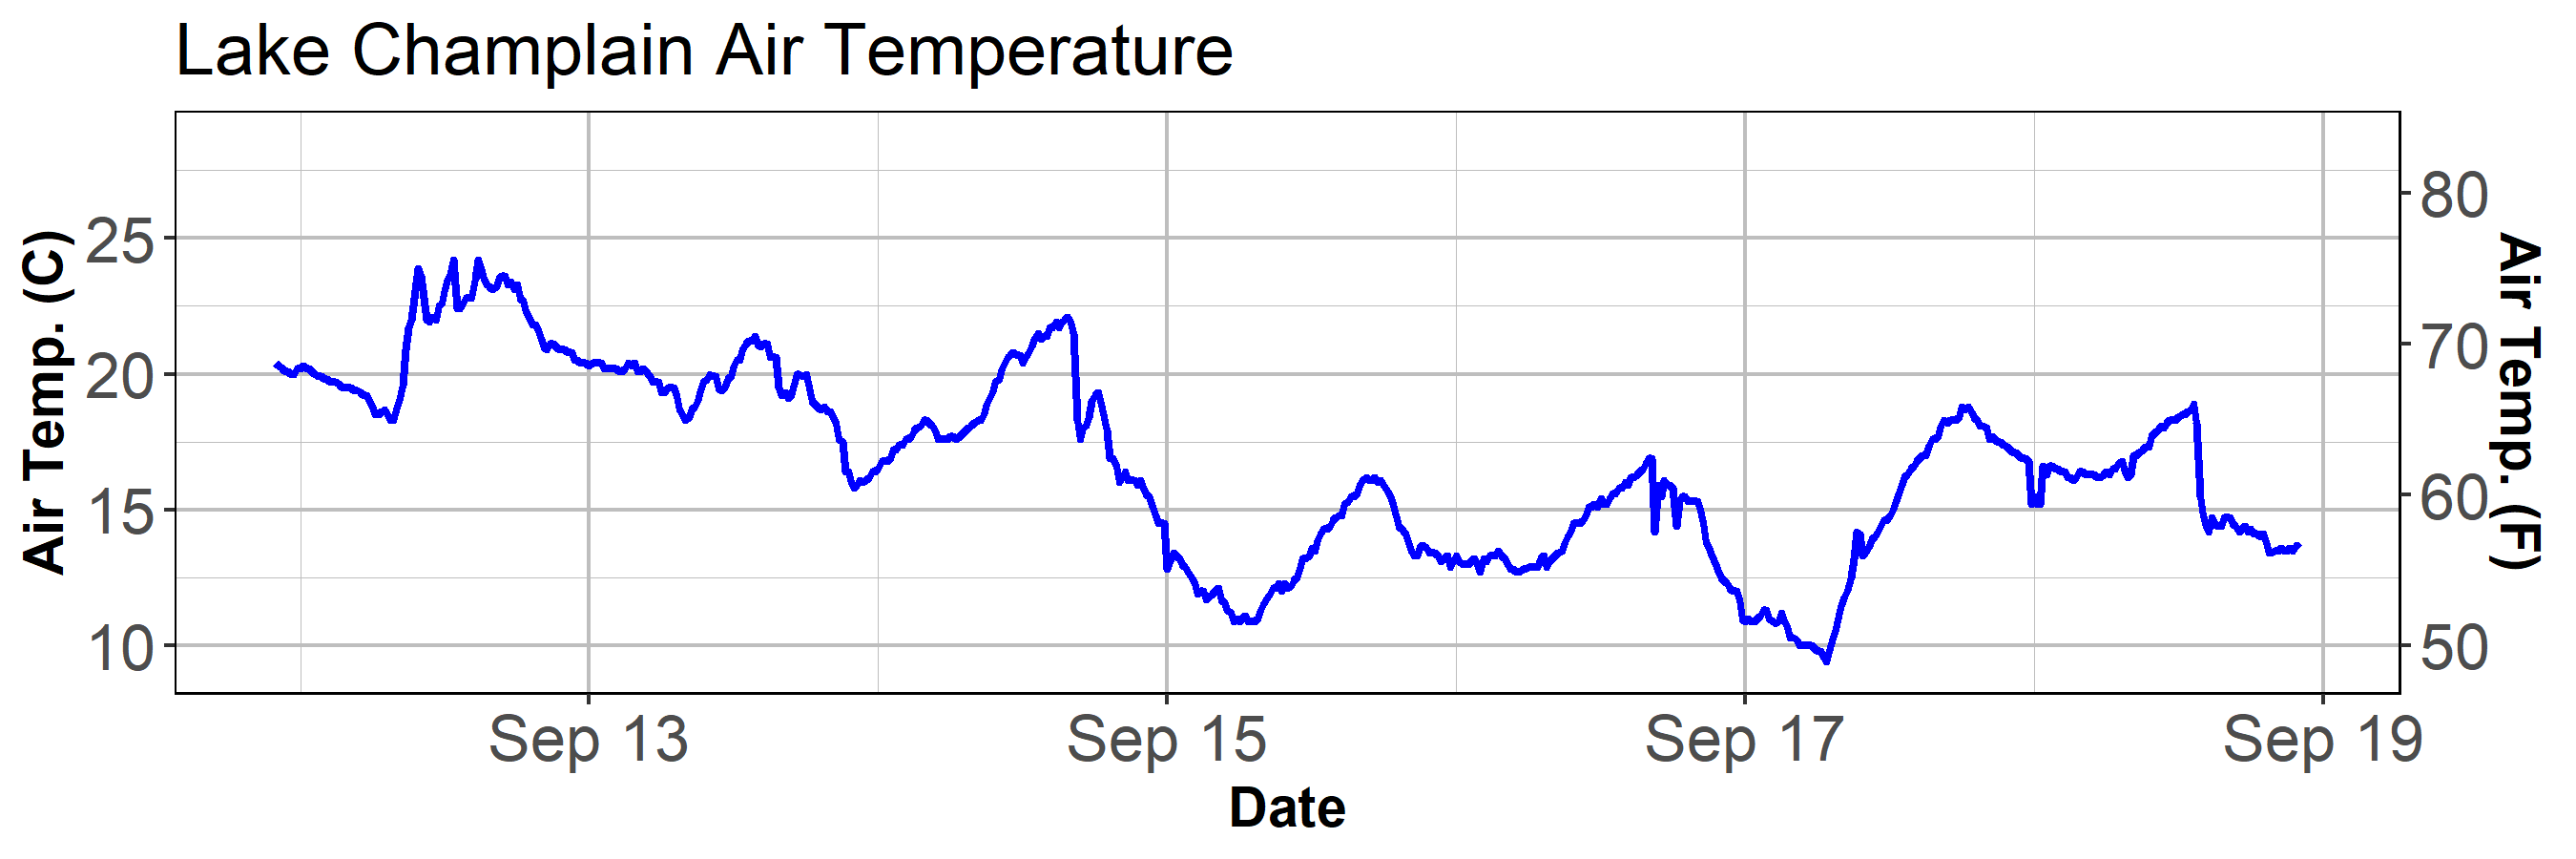 Lake Champlain Air Temperature
Air Temp. (C)
25
20
15
10
80
70
60
50
Air Temp. (F)
Sep 13
Sep 15
Sep 17
Sep 19
Date